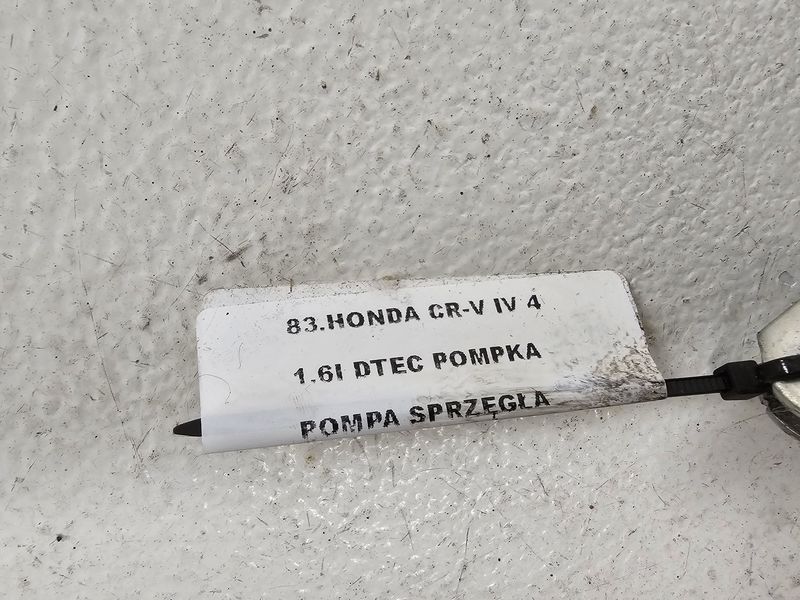 83.HONDA CR-V IV 4
1.6I DTEC POMPKA
POMPA SPRZĘGŁA